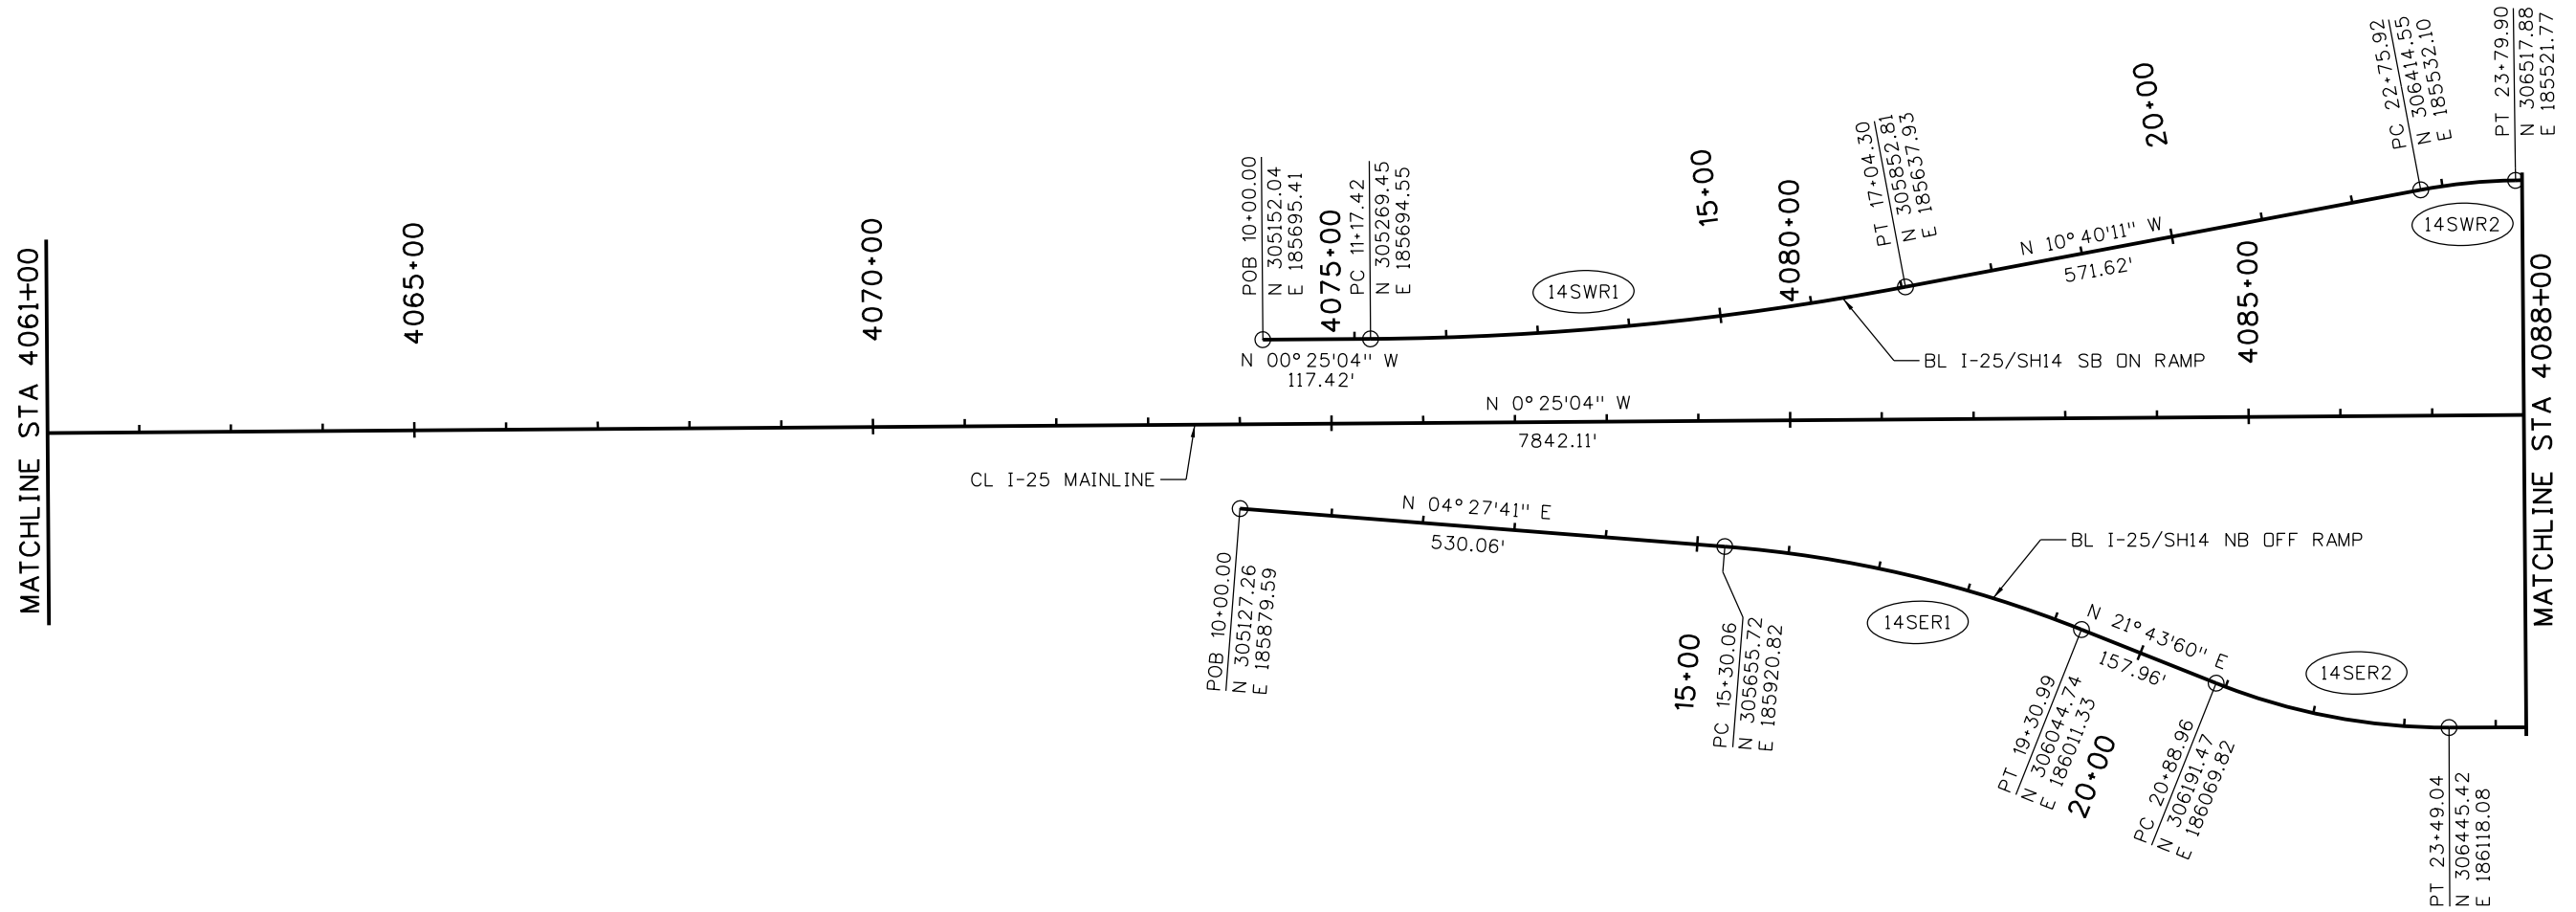 MATCHLINE STA 4061+00
4065+00
4070+00
POB 10+00.00
N 305152.04
E 185695.41
4075+00
PC 11+17.42
N 305269.45
E 185694.55
N 00°25'04" W
117.42'
14SWR1
15+00
4080+00
PT 17+04.30
N 305852.81
E 185637.93
BL I-25/SH14 SB ON RAMP
N 10°40'11" W
571.62'
20+00
4085+00
PC 22+75.92
N 306414.55
E 185532.10
14SWR2
PT 23+79.90
N 306517.88
E 185521.77
MATCHLINE STA 4088+00
N 0°25'04" W
7842.11'
CL I-25 MAINLINE
POB 10+00.00
N 305127.26
E 185879.59
N 04°27'41" E
530.06'
15+00
PC 15+30.06
N 305655.72
E 185920.82
14SER1
BL I-25/SH14 NB OFF RAMP
PT 19+30.99
N 306044.74
E 186011.33
20+00
N 21°43'60" E
157.96'
PC 20+88.96
N 306191.47
E 186069.82
14SER2
PT 23+49.04
N 306445.42
E 186118.08